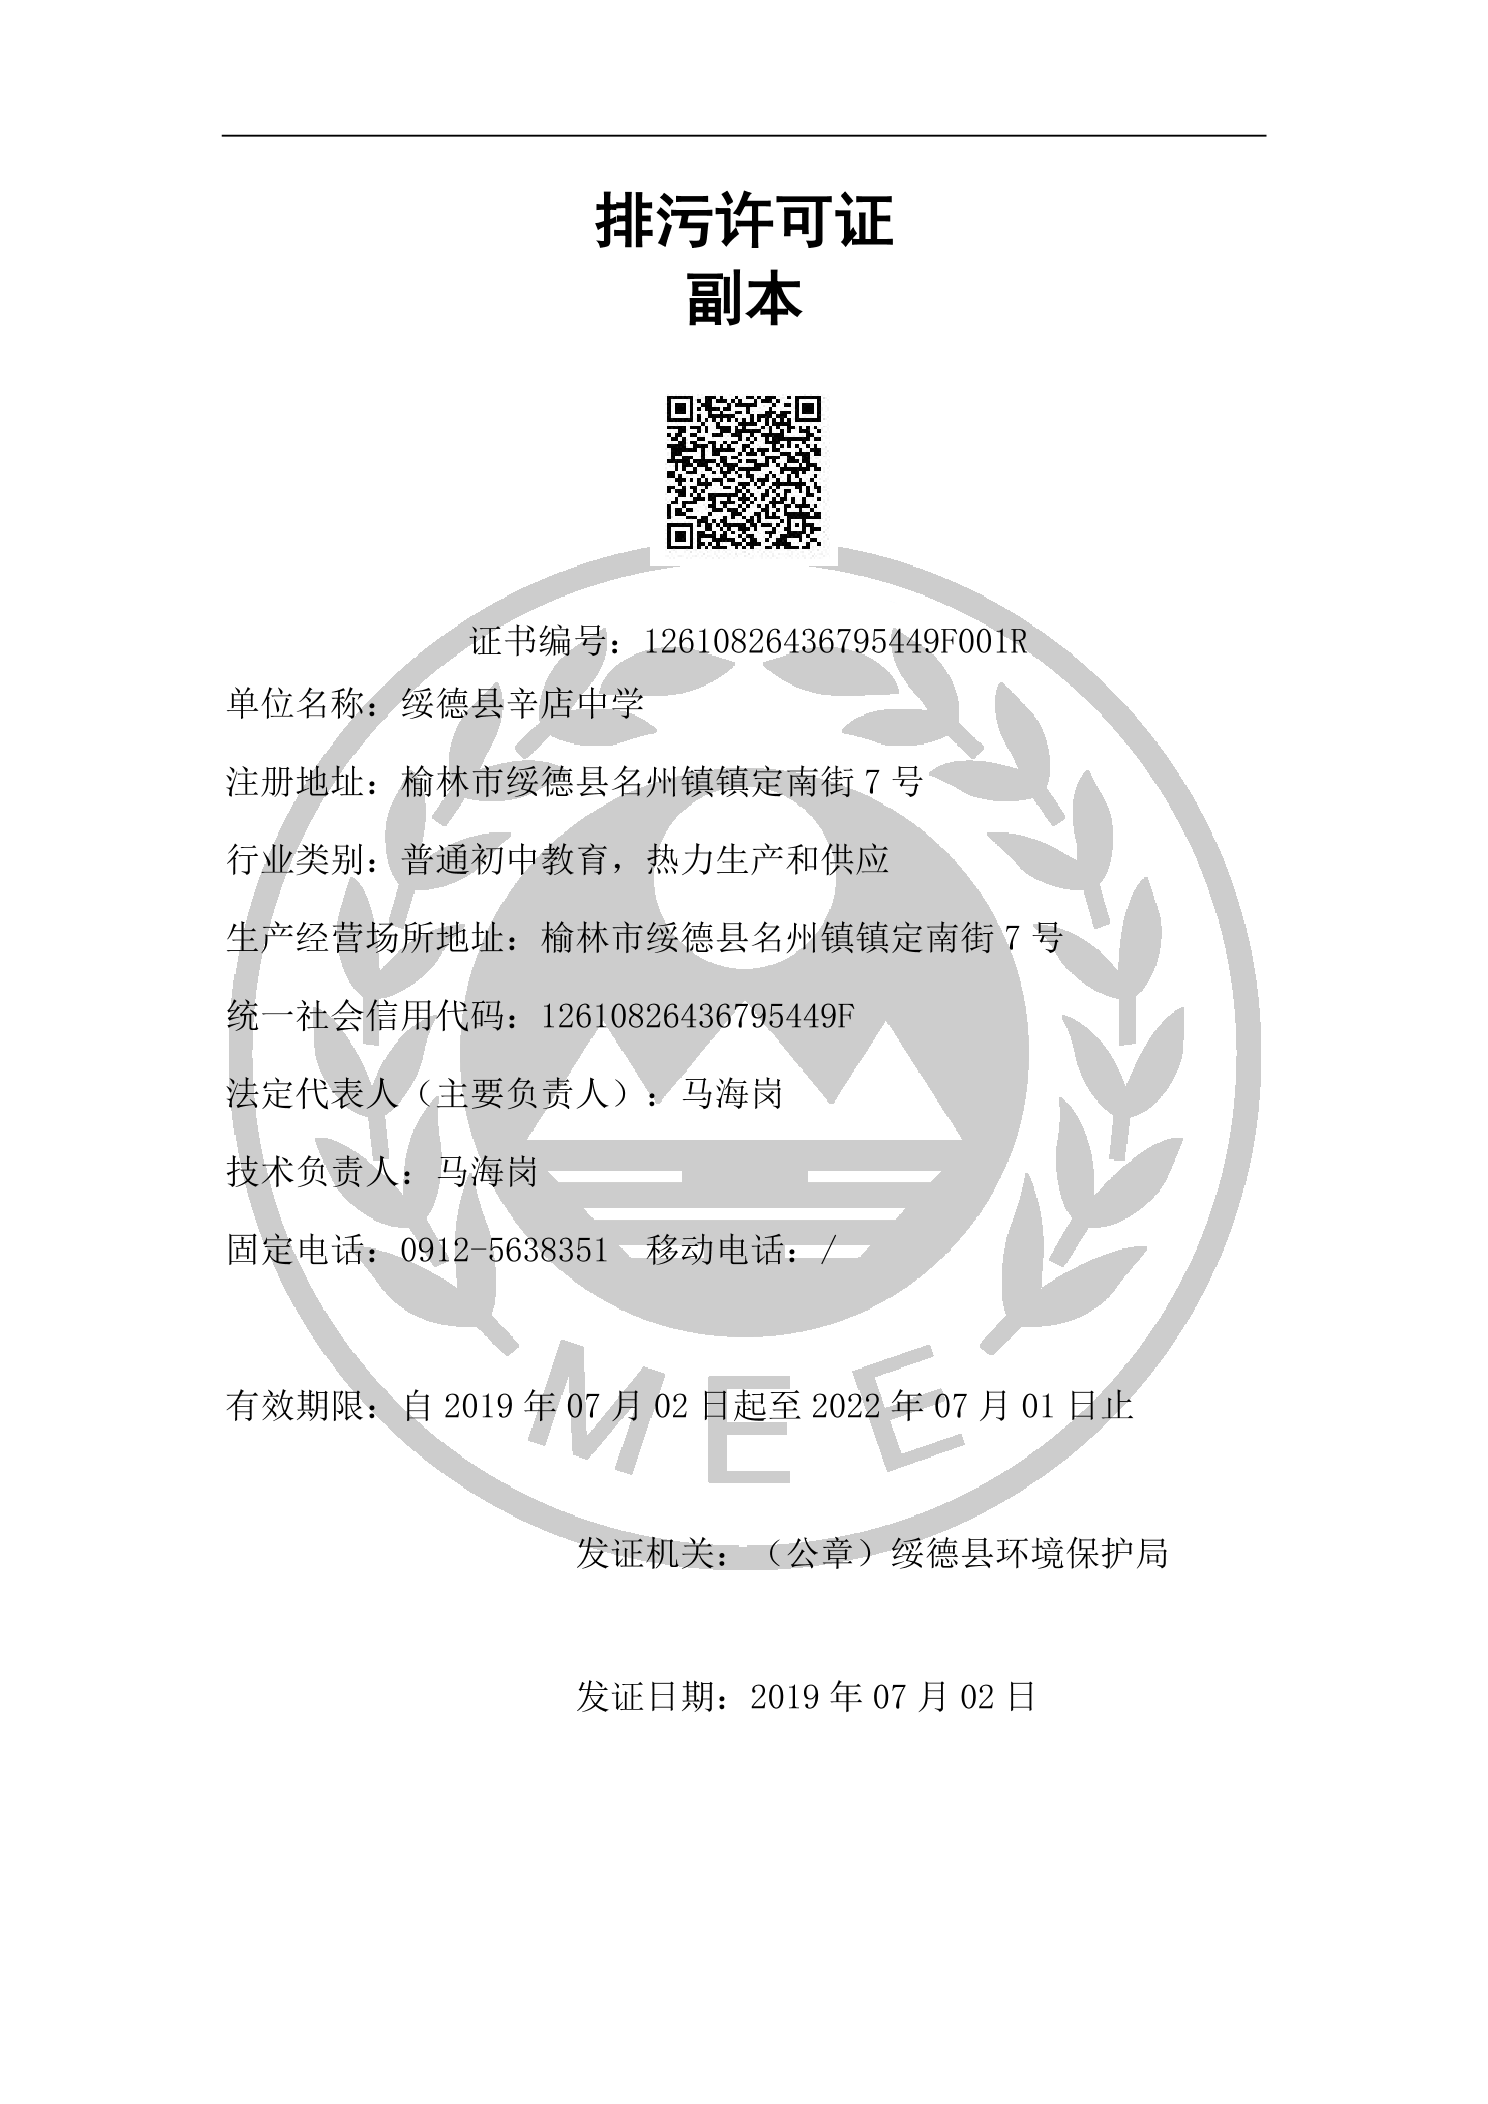 排污许可证
副本
证书编号：12610826436795449F001R
单位名称：绥德县辛店中学
注册地址：榆林市绥德县名州镇镇定南街 7 号
行业类别：普通初中教育，热力生产和供应
生产经营场所地址：榆林市绥德县名州镇镇定南街 7 号
统一社会信用代码：12610826436795449F
法定代表人（主要负责人）：马海岗
技术负责人：马海岗
固定电话：0912-5638351  移动电话：/
有效期限：自 2019 年 07 月 02 日起至 2022 年 07 月 01 日止
MEE
发证机关：（公章）绥德县环境保护局
发证日期：2019 年 07 月 02 日